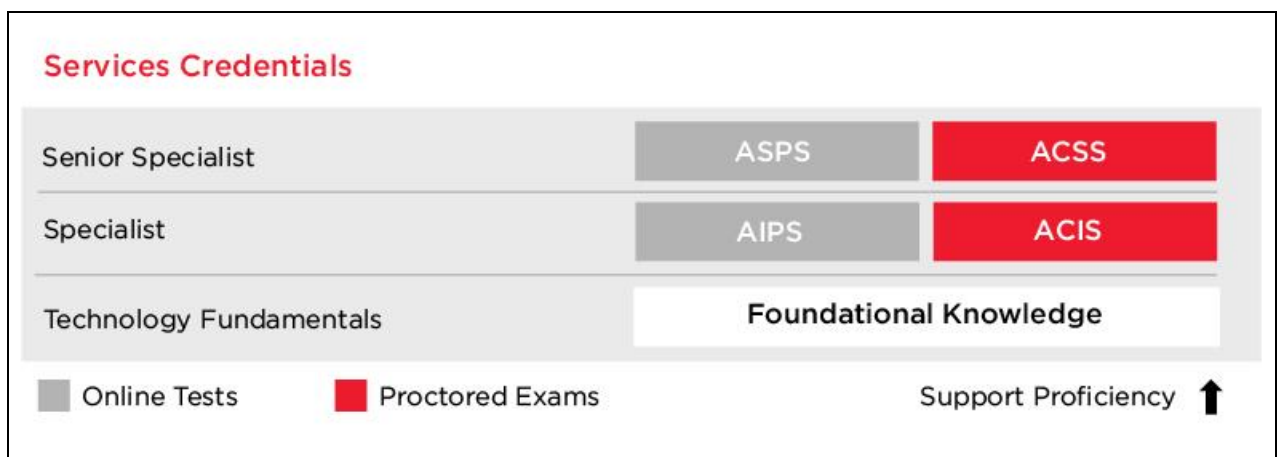 Services Credentials
Senior Specialist ASPS ACSS
Specialist AIPS ACIS
Technology Fundamentals Foundational Knowledge
Online Tests Proctored Exams Support Proficiency